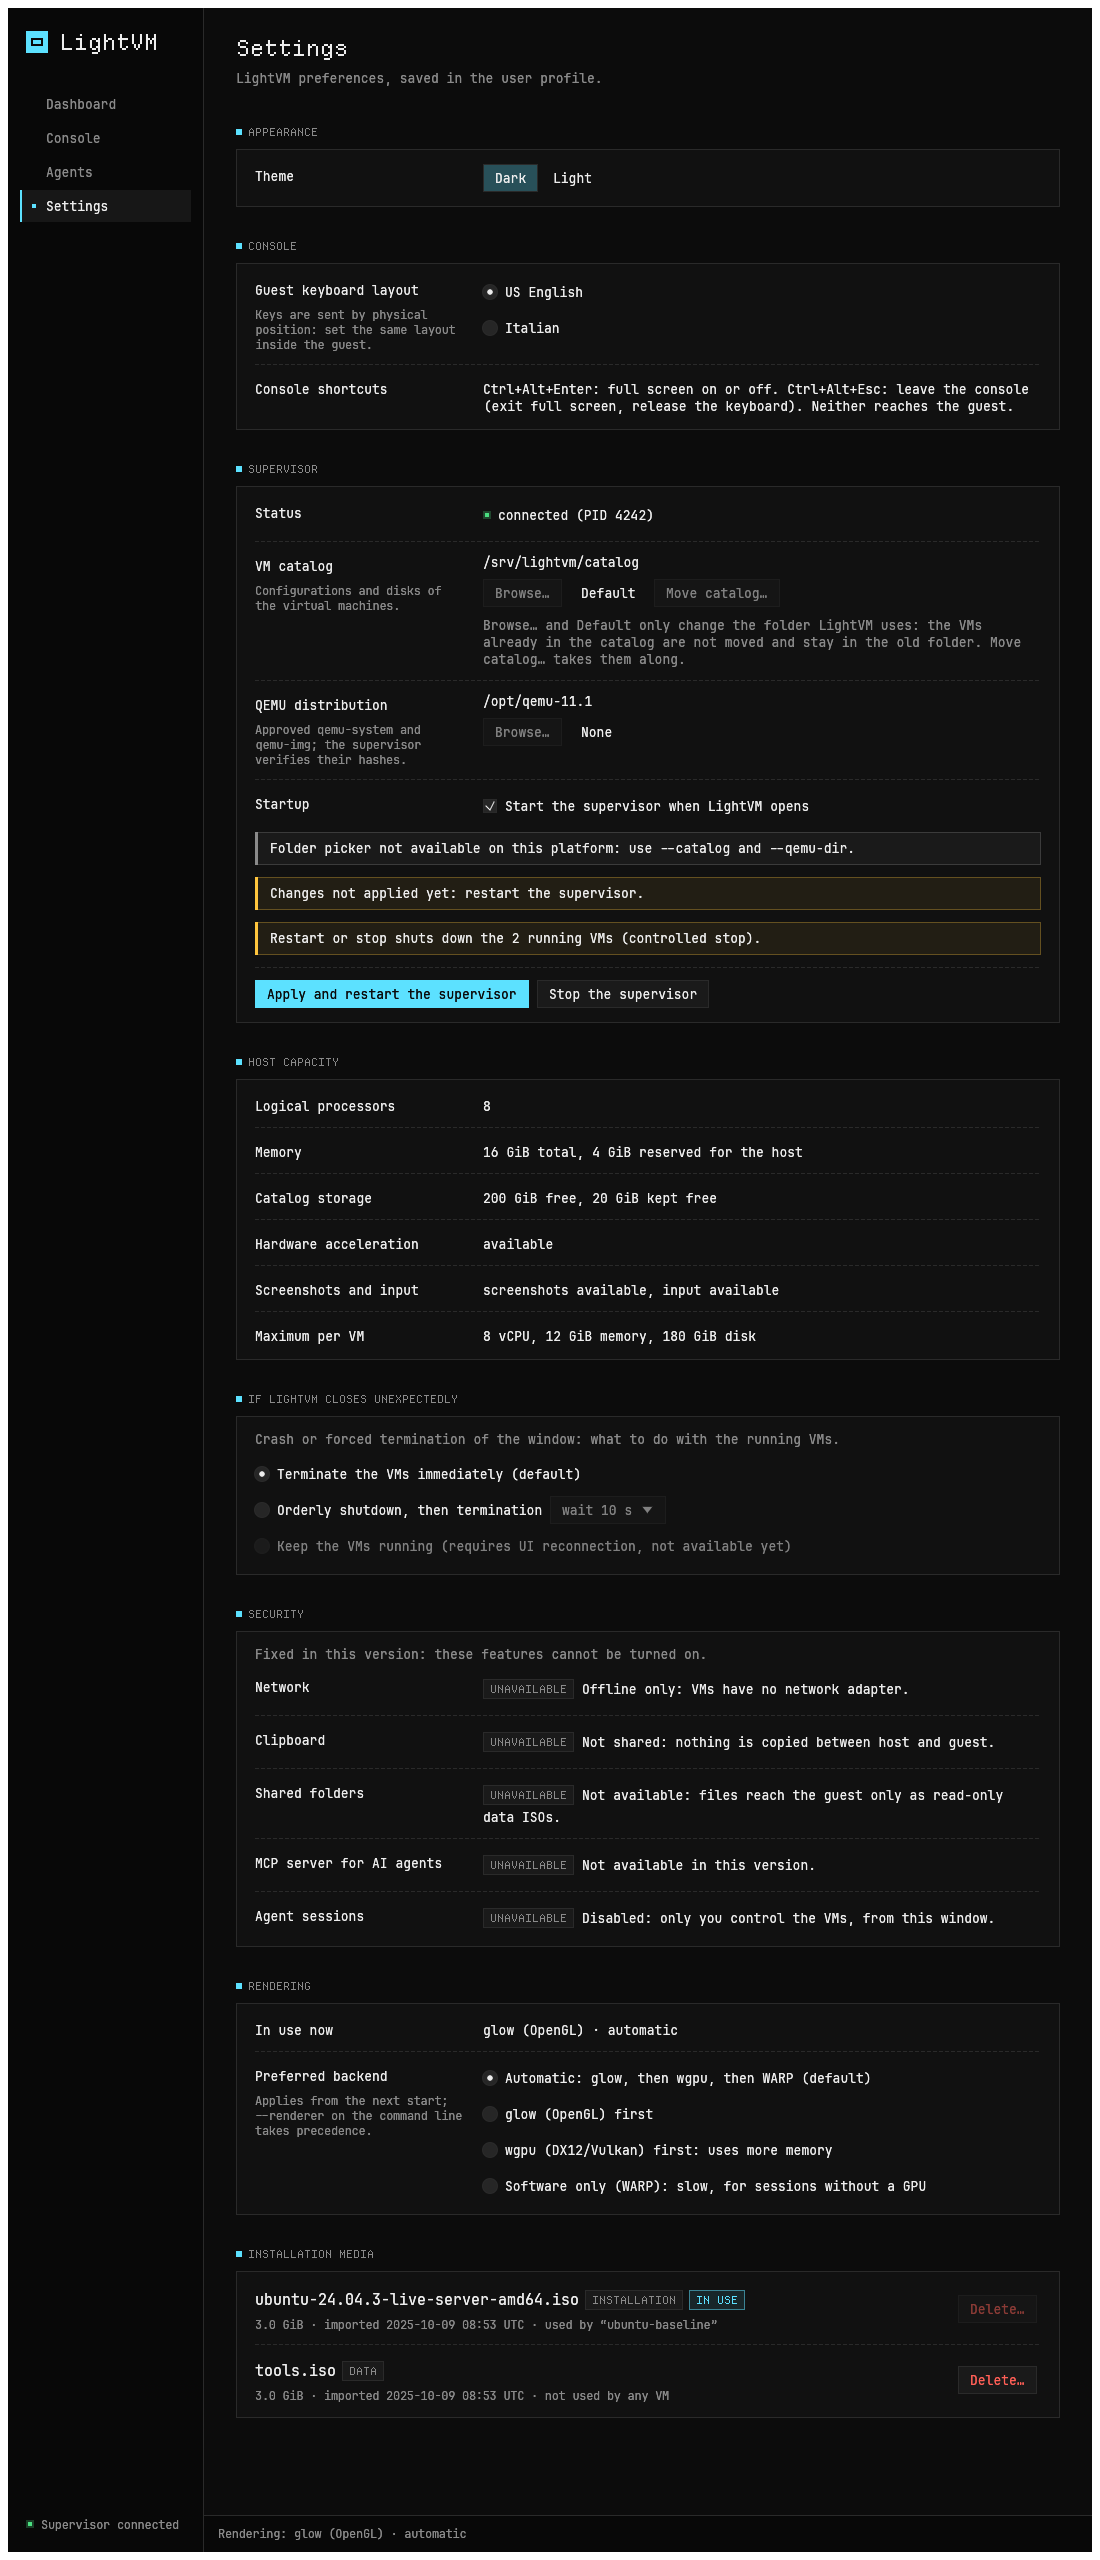 LightVM
Dashboard
Console
Agents
Settings
Settings
LightVM preferences, saved in the user profile.
APPEARANCE
Theme
Dark Light
CONSOLE
Guest keyboard layout
Keys are sent by physical
position: set the same layout
inside the guest.
US English
Italian
Console shortcuts
Ctrl+Alt+Enter: full screen on or off. Ctrl+Alt+Esc: leave the console
(exit full screen, release the keyboard). Neither reaches the guest.
SUPERVISOR
Status
connected (PID 4242)
VM catalog
Configurations and disks of
the virtual machines.
/srv/lightvm/catalog
Browse… Default Move catalog…
Browse… and Default only change the folder LightVM uses: the VMs
already in the catalog are not moved and stay in the old folder. Move
catalog… takes them along.
QEMU distribution
Approved qemu-system and
qemu-img; the supervisor
verifies their hashes.
/opt/qemu-11.1
Browse… None
Startup
Start the supervisor when LightVM opens
Folder picker not available on this platform: use --catalog and --qemu-dir.
Changes not applied yet: restart the supervisor.
Restart or stop shuts down the 2 running VMs (controlled stop).
Apply and restart the supervisor Stop the supervisor
HOST CAPACITY
Logical processors 8
Memory 16 GiB total, 4 GiB reserved for the host
Catalog storage 200 GiB free, 20 GiB kept free
Hardware acceleration available
Screenshots and input screenshots available, input available
Maximum per VM 8 vCPU, 12 GiB memory, 180 GiB disk
IF LIGHTVM CLOSES UNEXPECTEDLY
Crash or forced termination of the window: what to do with the running VMs.
Terminate the VMs immediately (default)
Orderly shutdown, then termination wait 10 s
Keep the VMs running (requires UI reconnection, not available yet)
SECURITY
Fixed in this version: these features cannot be turned on.
Network UNAVAILABLE Offline only: VMs have no network adapter.
Clipboard UNAVAILABLE Not shared: nothing is copied between host and guest.
Shared folders UNAVAILABLE Not available: files reach the guest only as read-only
data ISOs.
MCP server for AI agents UNAVAILABLE Not available in this version.
Agent sessions UNAVAILABLE Disabled: only you control the VMs, from this window.
RENDERING
In use now glow (OpenGL) · automatic
Preferred backend
Applies from the next start;
--renderer on the command line
takes precedence.
Automatic: glow, then wgpu, then WARP (default)
glow (OpenGL) first
wgpu (DX12/Vulkan) first: uses more memory
Software only (WARP): slow, for sessions without a GPU
INSTALLATION MEDIA
ubuntu-24.04.3-live-server-amd64.iso INSTALLATION IN USE
3.0 GiB · imported 2025-10-09 08:53 UTC · used by “ubuntu-baseline”
Delete…
tools.iso DATA
3.0 GiB · imported 2025-10-09 08:53 UTC · not used by any VM
Delete…
Supervisor connected
Rendering: glow (OpenGL) · automatic